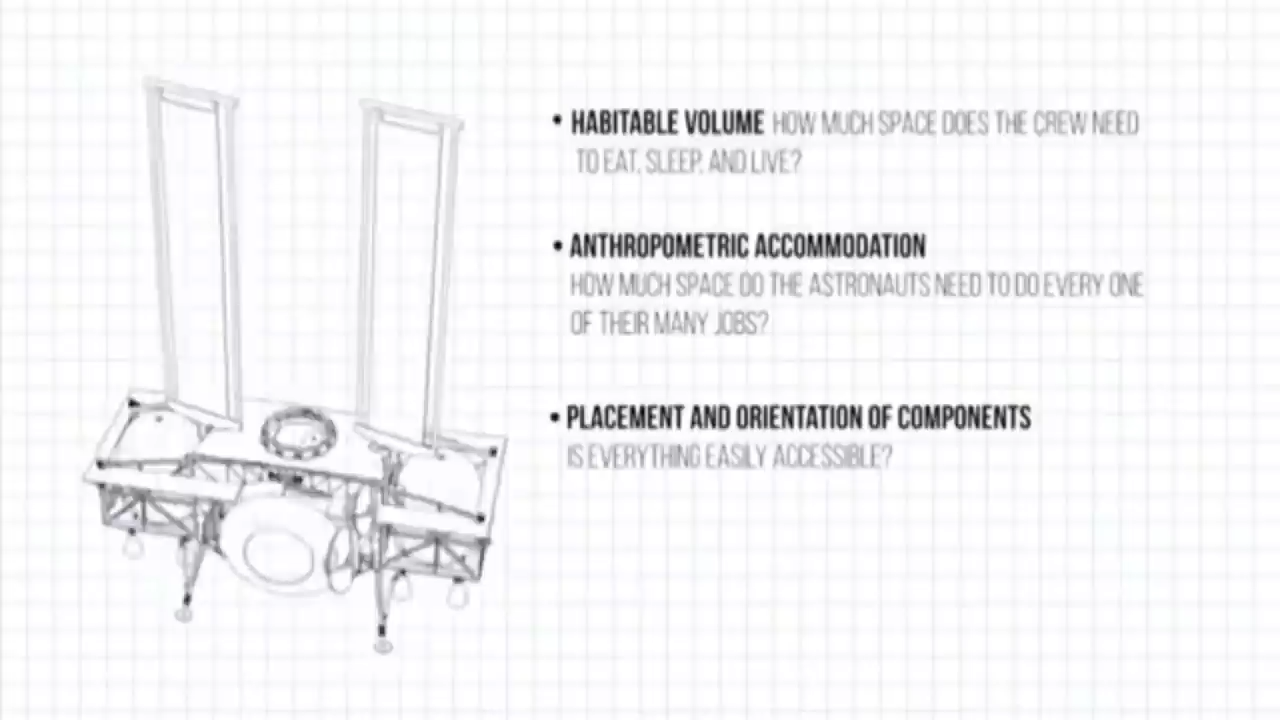 • HABITABLE VOLUME HOW MUCH SPACE DOES THE CREW NEED
TO EAT, SLEEP, AND LIVE?
• ANTHROPOMETRIC ACCOMMODATION
HOW MUCH SPACE DO THE ASTRONAUTS NEED TO DO EVERY ONE
OF THEIR MANY JOBS?
• PLACEMENT AND ORIENTATION OF COMPONENTS
IS EVERYTHING EASILY ACCESSIBLE?